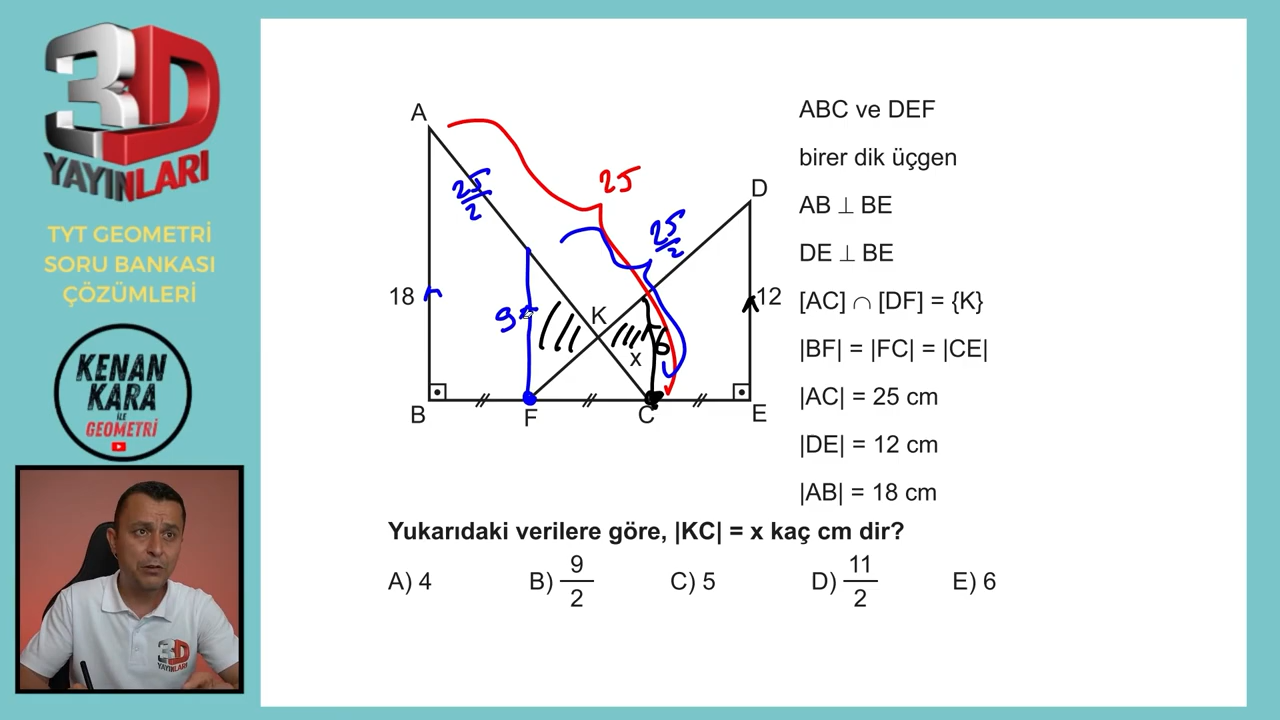 3D
YAYINLARI
TYT GEOMETRİ
SORU BANKASI
ÇÖZÜMLERİ
KENAN
KARA
İLE
GEOMETRİ
3D
YAYINLARI
A
25
D
25/2
25/2
18
9
K
6
12
x
B
F
C
E
ABC ve DEF
birer dik üçgen
AB ⊥ BE
DE ⊥ BE
[AC] ∩ [DF] = {K}
|BF| = |FC| = |CE|
|AC| = 25 cm
|DE| = 12 cm
|AB| = 18 cm
Yukarıdaki verilere göre, |KC| = x kaç cm dir?
A) 4 B) 9/2 C) 5 D) 11/2 E) 6